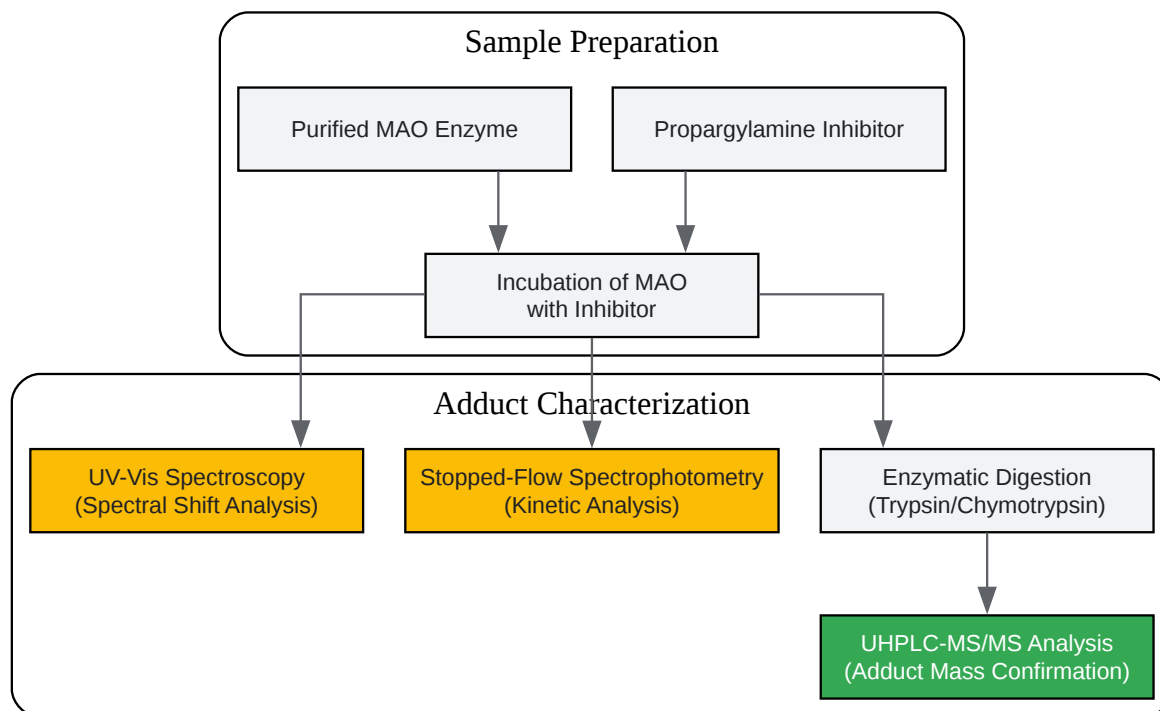 Sample Preparation
Purified MAO Enzyme
Propargylamine Inhibitor
Incubation of MAO
with Inhibitor
Adduct Characterization
UV-Vis Spectroscopy
(Spectral Shift Analysis)
Stopped-Flow Spectrophotometry
(Kinetic Analysis)
Enzymatic Digestion
(Trypsin/Chymotrypsin)
UHPLC-MS/MS Analysis
(Adduct Mass Confirmation)